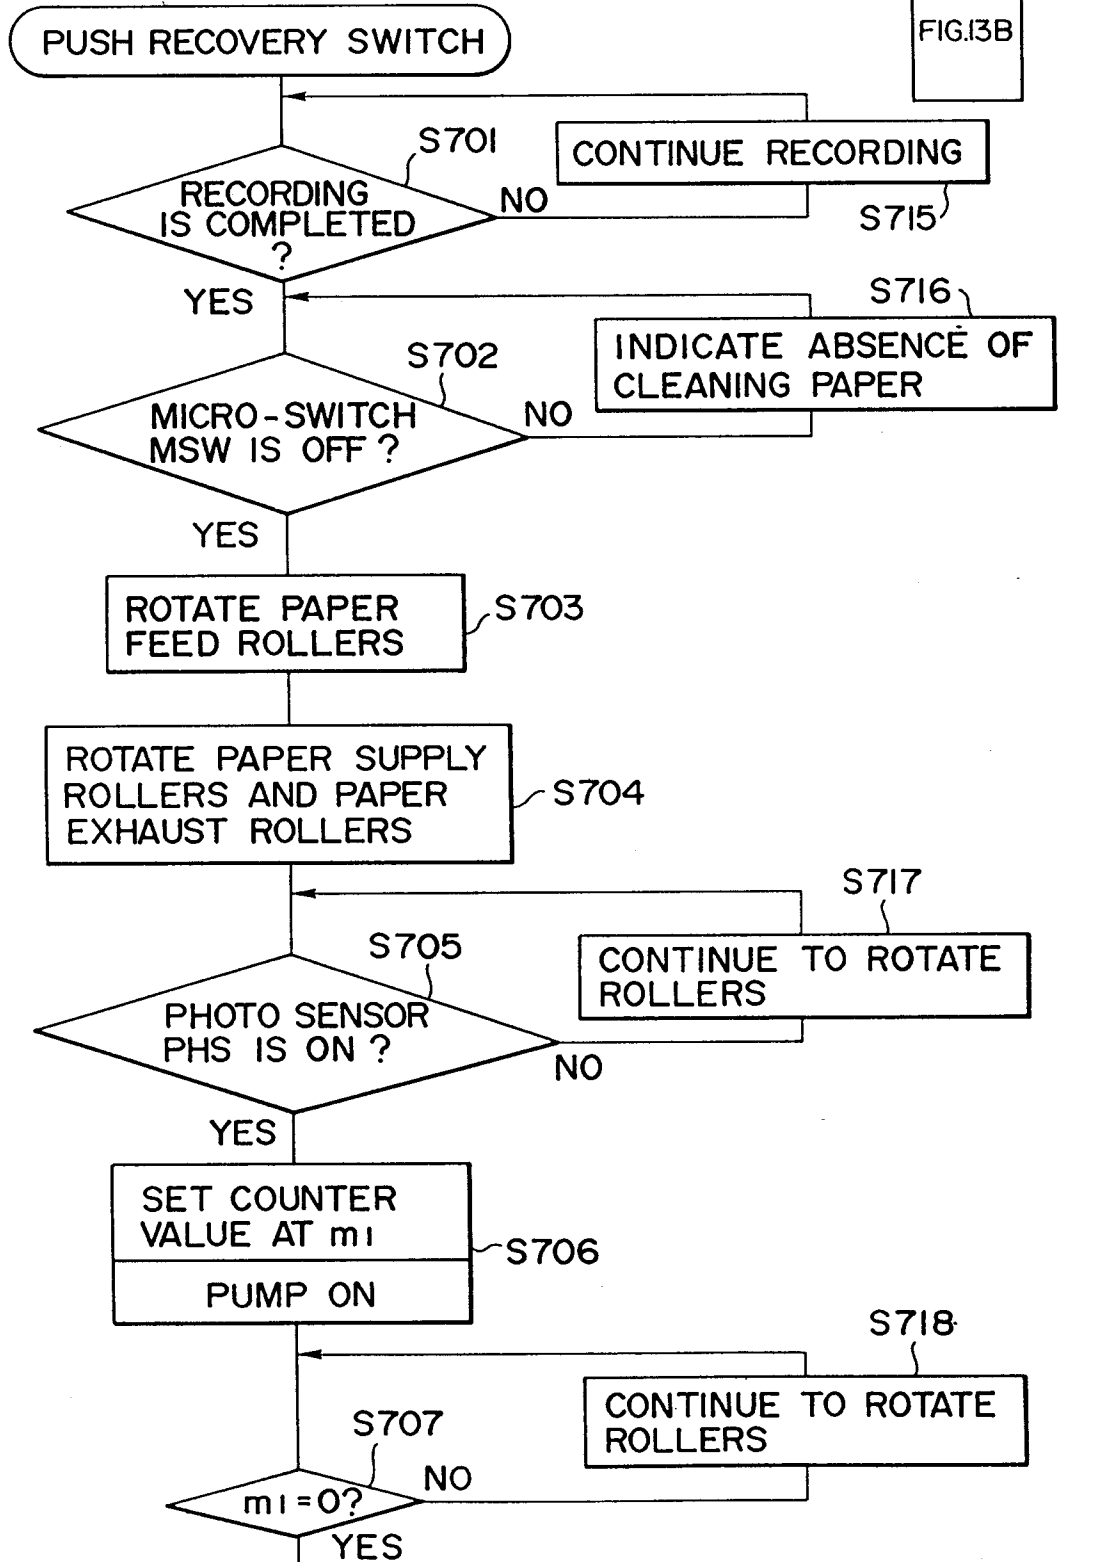 PUSH RECOVERY SWITCH
FIG.13B
S701
CONTINUE RECORDING
RECORDING
IS COMPLETED
?
NO
S715
YES
S716
INDICATE ABSENCE OF
CLEANING PAPER
S702
MICRO-SWITCH
MSW IS OFF ?
NO
YES
ROTATE PAPER
FEED ROLLERS
S703
ROTATE PAPER SUPPLY
ROLLERS AND PAPER
EXHAUST ROLLERS
S704
S717
CONTINUE TO ROTATE
ROLLERS
S705
PHOTO SENSOR
PHS IS ON ?
NO
YES
SET COUNTER
VALUE AT m1
S706
PUMP ON
S718
CONTINUE TO ROTATE
ROLLERS
S707
m1=0?
NO
YES